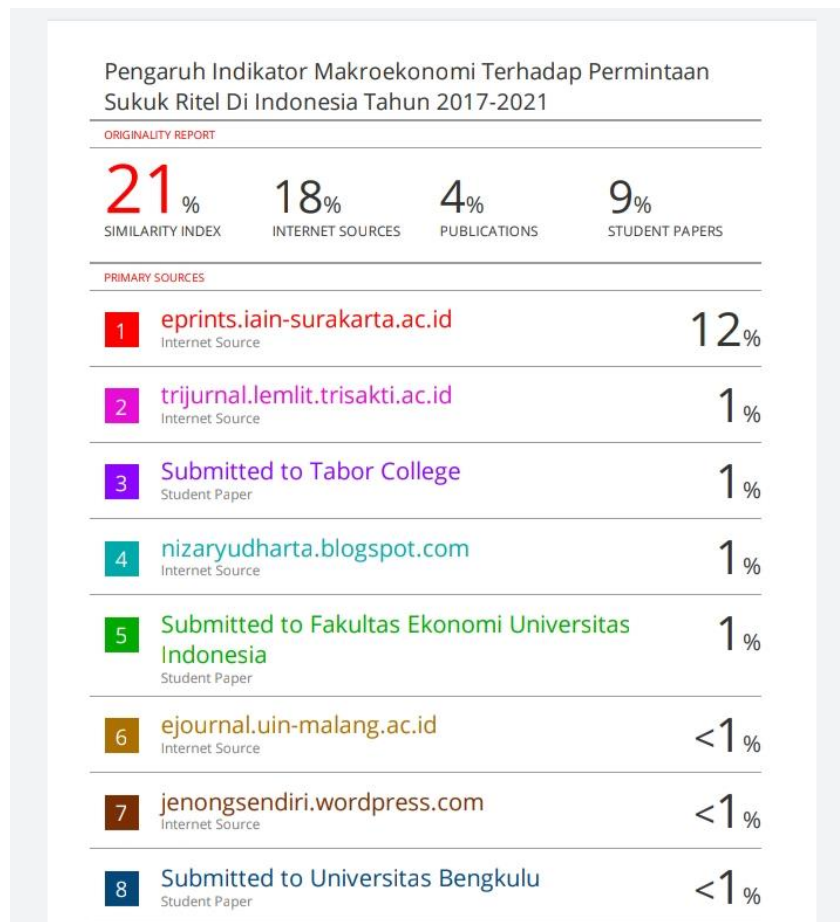 Pengaruh Indikator Makroekonomi Terhadap Permintaan
Sukuk Ritel Di Indonesia Tahun 2017-2021
ORIGINALITY REPORT
21% 18% 4% 9%
SIMILARITY INDEX INTERNET SOURCES PUBLICATIONS STUDENT PAPERS
PRIMARY SOURCES
1 eprints.iain-surakarta.ac.id 12%
Internet Source
2 trijurnal.lemlit.trisakti.ac.id 1%
Internet Source
3 Submitted to Tabor College 1%
Student Paper
4 nizaryudharta.blogspot.com 1%
Internet Source
5 Submitted to Fakultas Ekonomi Universitas 1%
Indonesia
Student Paper
6 ejournal.uin-malang.ac.id <1%
Internet Source
7 jenongsendiri.wordpress.com <1%
Internet Source
8 Submitted to Universitas Bengkulu <1%
Student Paper